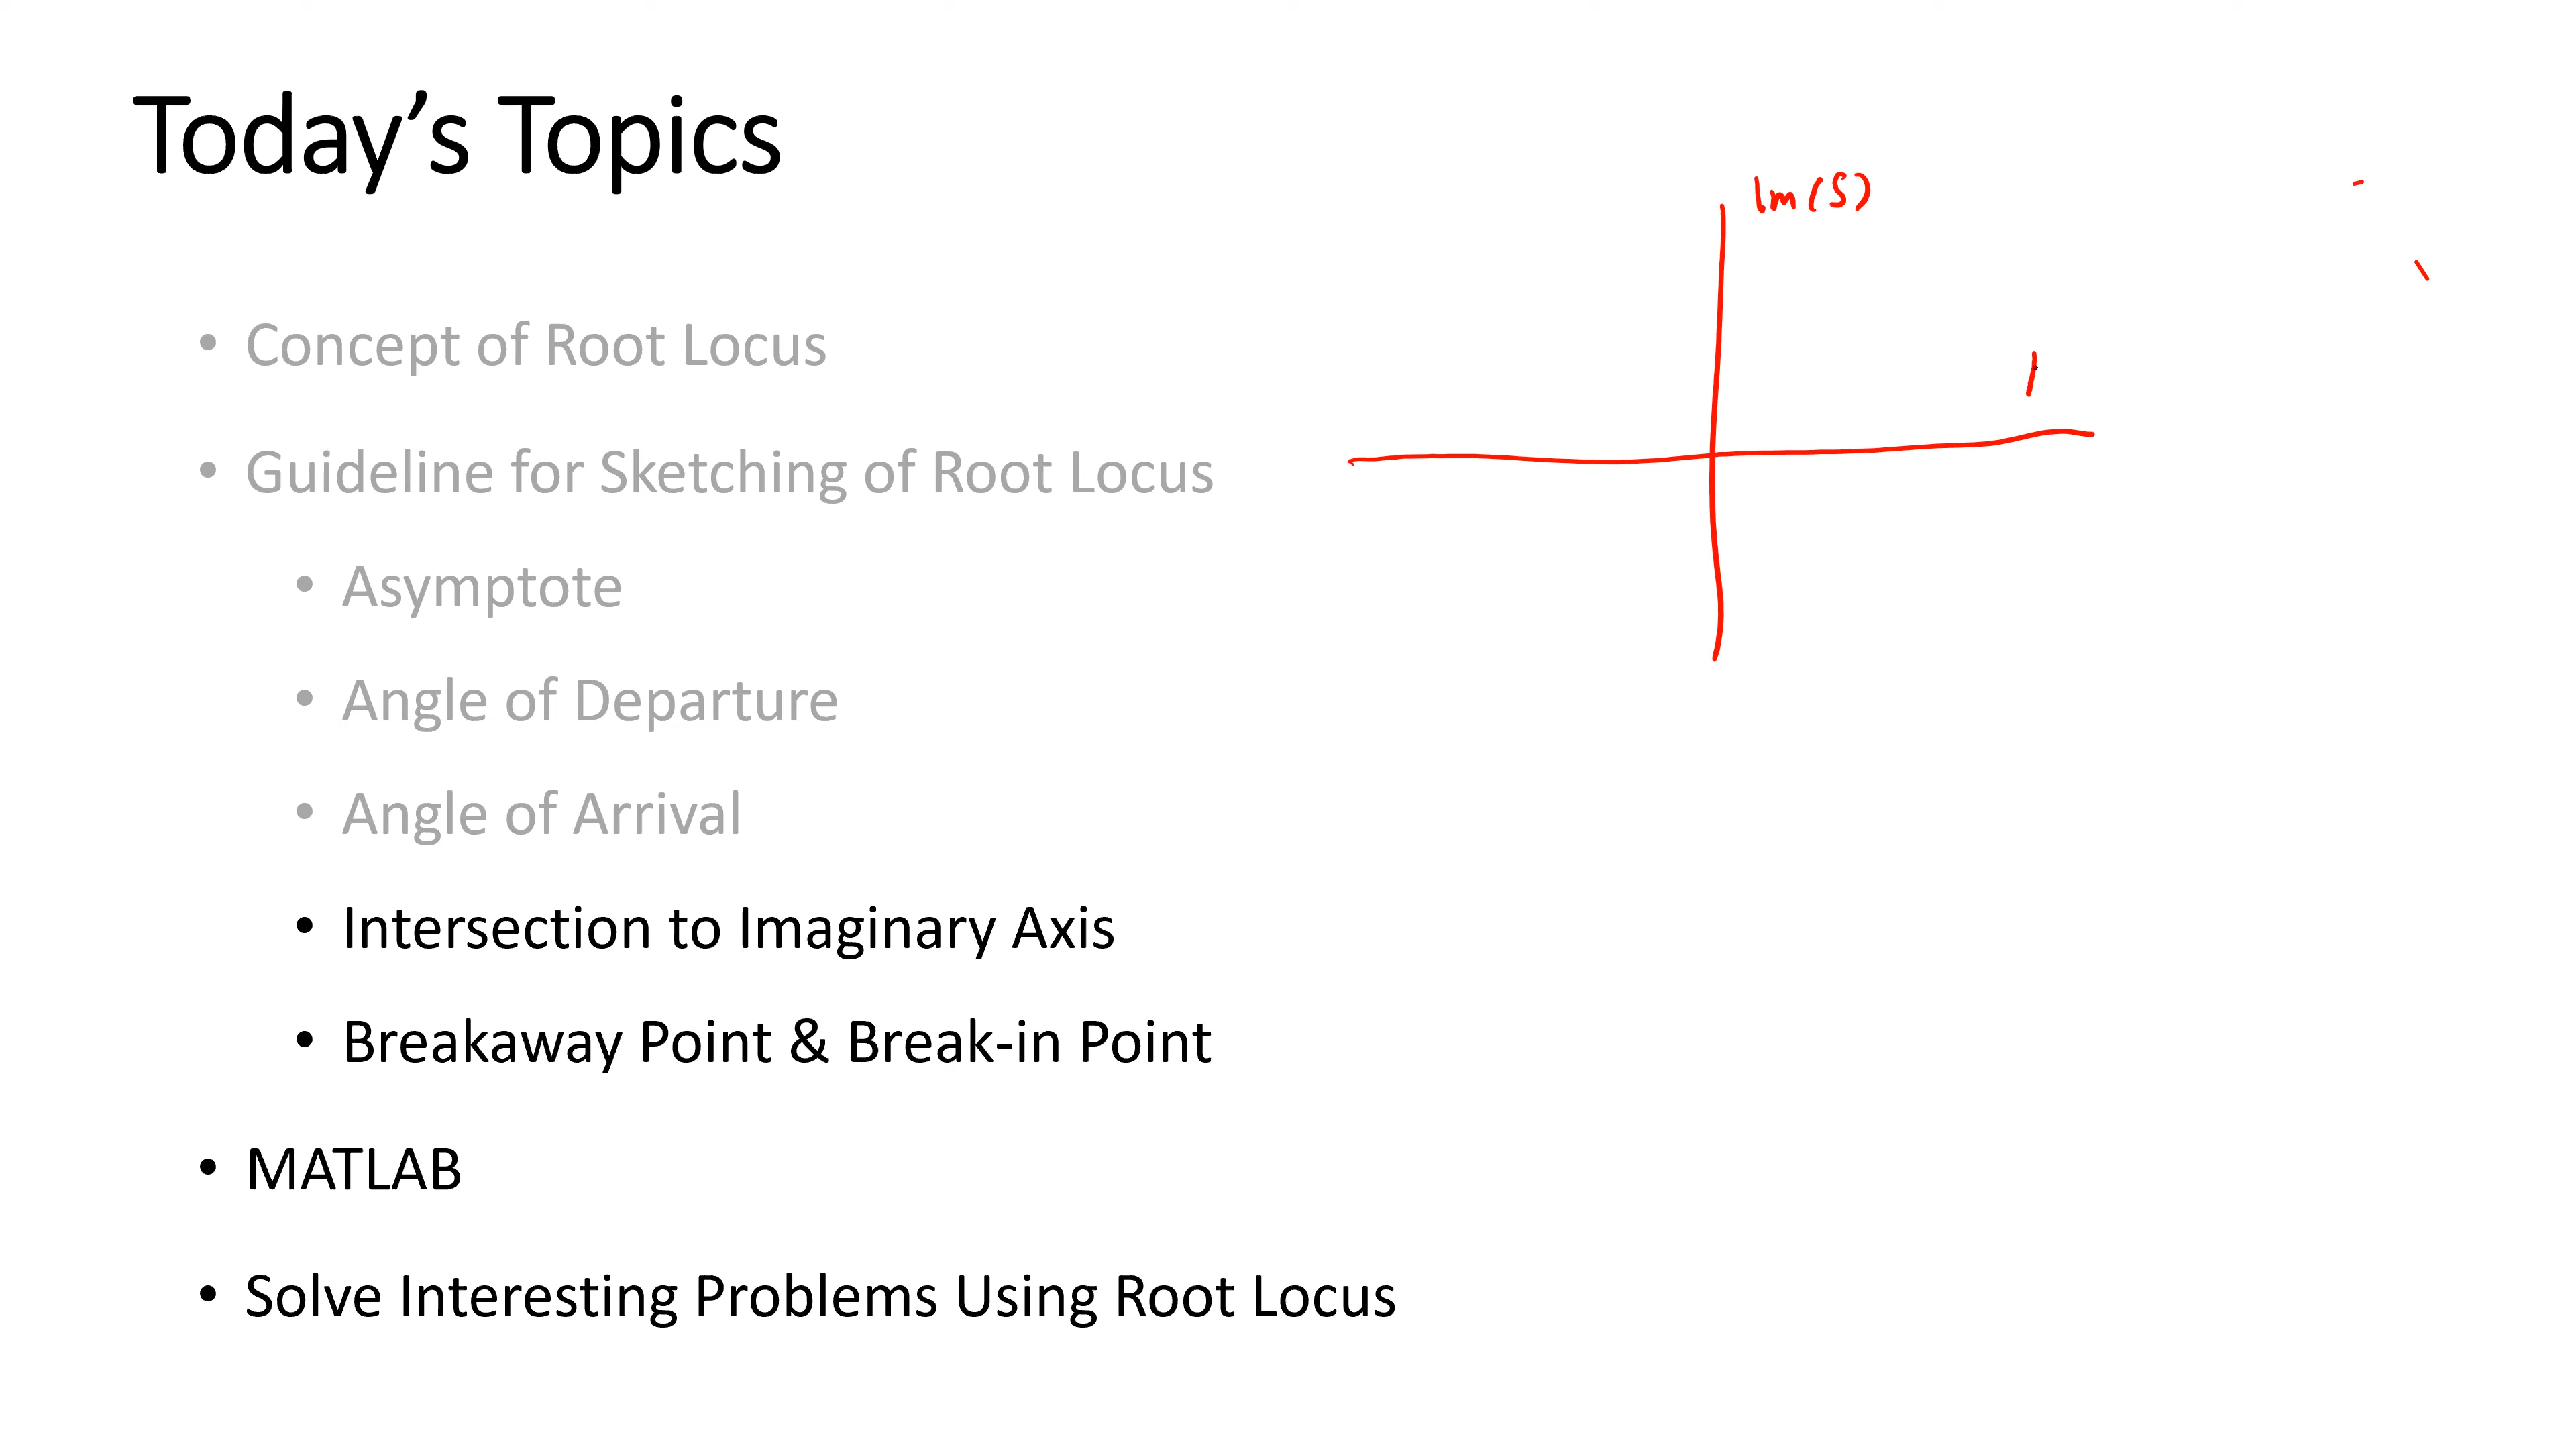 Today's Topics
Im(S)
• Concept of Root Locus
• Guideline for Sketching of Root Locus
• Asymptote
• Angle of Departure
• Angle of Arrival
• Intersection to Imaginary Axis
• Breakaway Point & Break-in Point
• MATLAB
• Solve Interesting Problems Using Root Locus